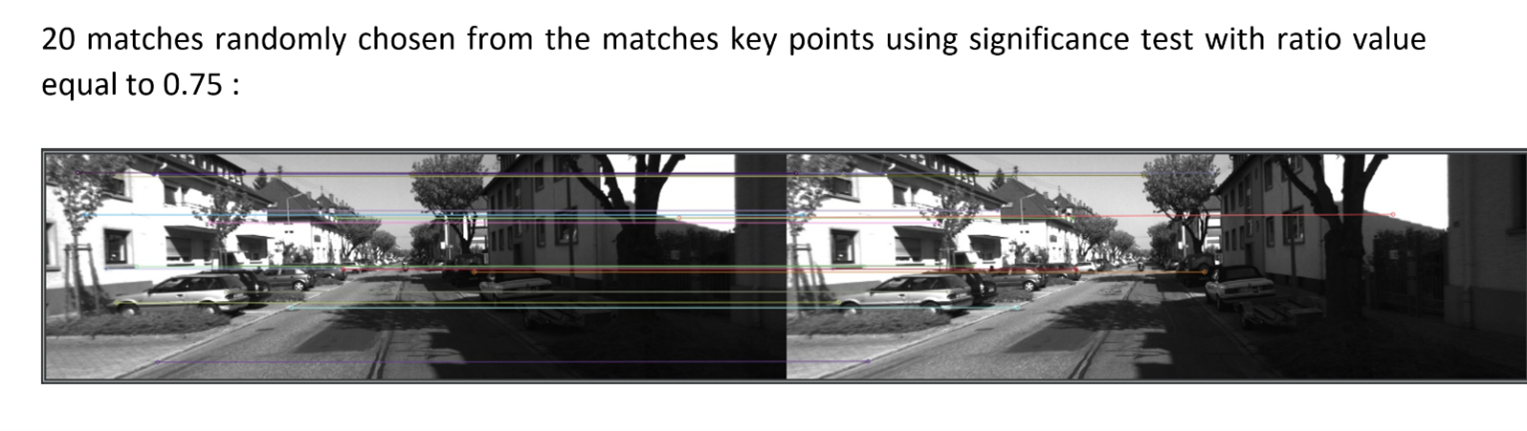 20 matches randomly chosen from the matches key points using significance test with ratio value
equal to 0.75 :